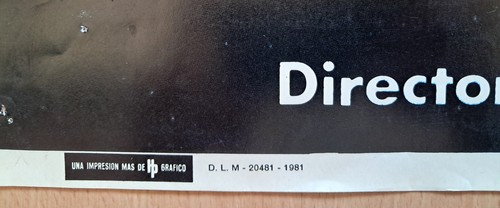 Director
UNA IMPRESION MAS DE HP GRAFICO D. L. M - 20481 - 1981